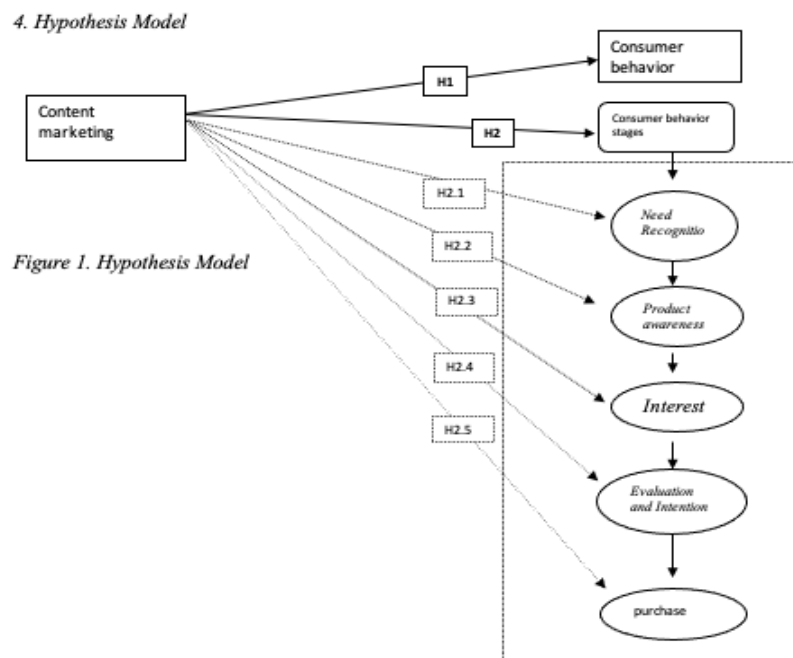 4. Hypothesis Model
Consumer
behavior
H1
Content
marketing
Consumer behavior
stages
H2
H2.1
Need
Recognitio
H2.2
Figure 1. Hypothesis Model
H2.3
Product
awareness
H2.4
Interest
H2.5
Evaluation
and Intention
purchase